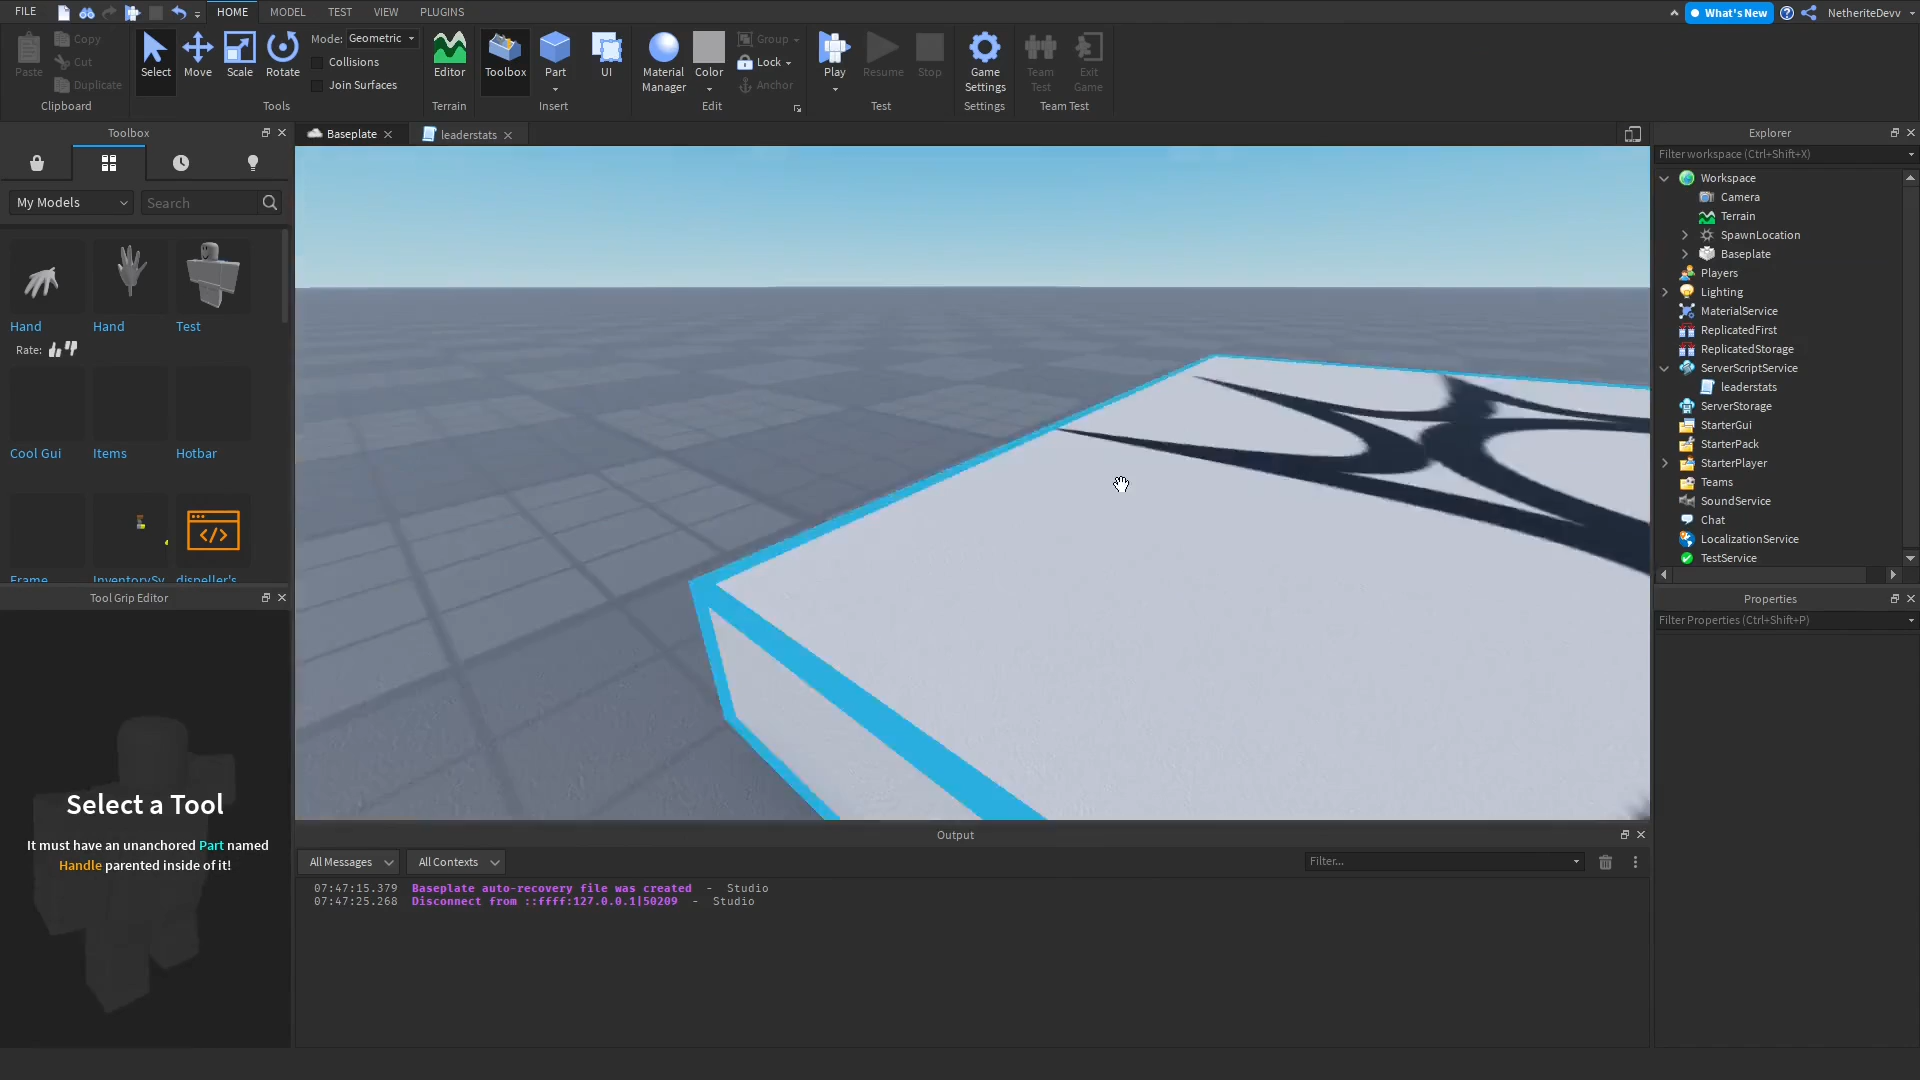 FILE
HOME
MODEL
TEST
VIEW
PLUGINS
What's New
NetheriteDevv
Paste
Copy
Cut
Duplicate
Clipboard
Select
Move
Scale
Rotate
Mode: Geometric
Collisions
Join Surfaces
Tools
Editor
Terrain
Toolbox
Part
UI
Insert
Material
Manager
Color
Group
Lock
Anchor
Edit
Play
Resume
Stop
Test
Game
Settings
Settings
Team
Test
Exit
Game
Team Test
Toolbox
Baseplate
leaderstats
Explorer
Filter workspace (Ctrl+Shift+X)
My Models
Search
Hand
Hand
Test
Rate:
Cool Gui
Items
Hotbar
Frame
InventorySy
dispeller's
Workspace
Camera
Terrain
SpawnLocation
Baseplate
Players
Lighting
MaterialService
ReplicatedFirst
ReplicatedStorage
ServerScriptService
leaderstats
ServerStorage
StarterGui
StarterPack
StarterPlayer
Teams
SoundService
Chat
LocalizationService
TestService
Tool Grip Editor
Select a Tool
It must have an unanchored Part named
Handle parented inside of it!
Properties
Filter Properties (Ctrl+Shift+P)
Output
All Messages
All Contexts
Filter...
07:47:15.379 Baseplate auto-recovery file was created - Studio
07:47:25.268 Disconnect from ::ffff:127.0.0.1|50209 - Studio